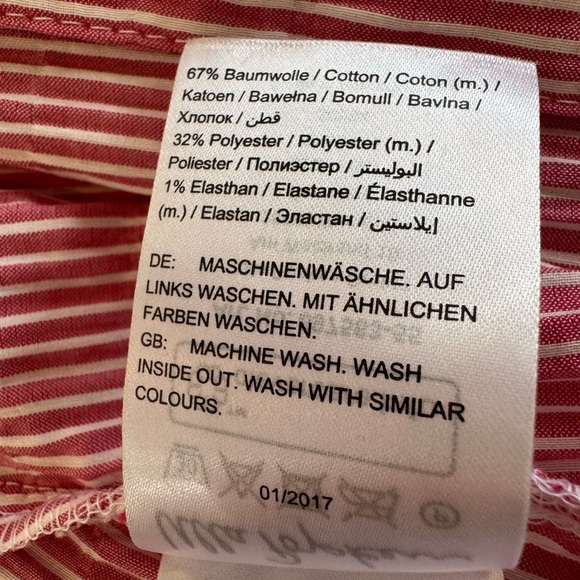 67% Baumwolle / Cotton / Coton (m.) /
Katoen / Bawełna / Bomull / Bavlna /
Хлопок / قطن
32% Polyester / Polyester (m.) /
Poliester / Полиэстер / البوليستر
1% Elasthan / Elastane / Élasthanne
(m.) / Elastan / Эластан / إيلاستين
DE: MASCHINENWÄSCHE. AUF
LINKS WASCHEN. MIT ÄHNLICHEN
FARBEN WASCHEN.
GB: MACHINE WASH. WASH
INSIDE OUT. WASH WITH SIMILAR
COLOURS.
01/2017